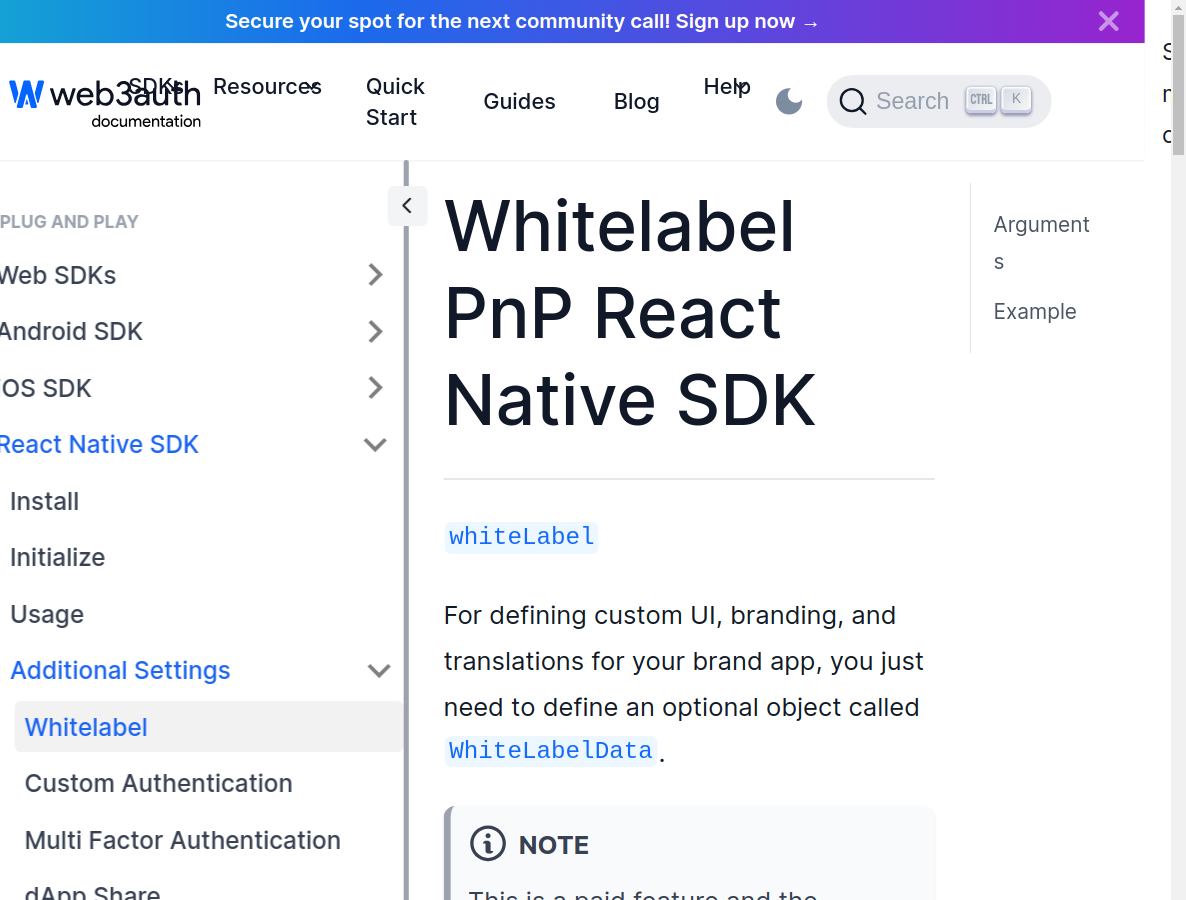 Secure your spot for the next community call! Sign up now →
web3auth
documentation
SDKs
Resources
Quick
Start
Guides
Blog
Help
Search
CTRL
K
PLUG AND PLAY
Web SDKs
Android SDK
iOS SDK
React Native SDK
Install
Initialize
Usage
Additional Settings
Whitelabel
Custom Authentication
Multi Factor Authentication
dApp Share
Whitelabel
PnP React
Native SDK
whiteLabel
For defining custom UI, branding, and
translations for your brand app, you just
need to define an optional object called
WhiteLabelData.
NOTE
This is a paid feature and the
Argument
s
Example